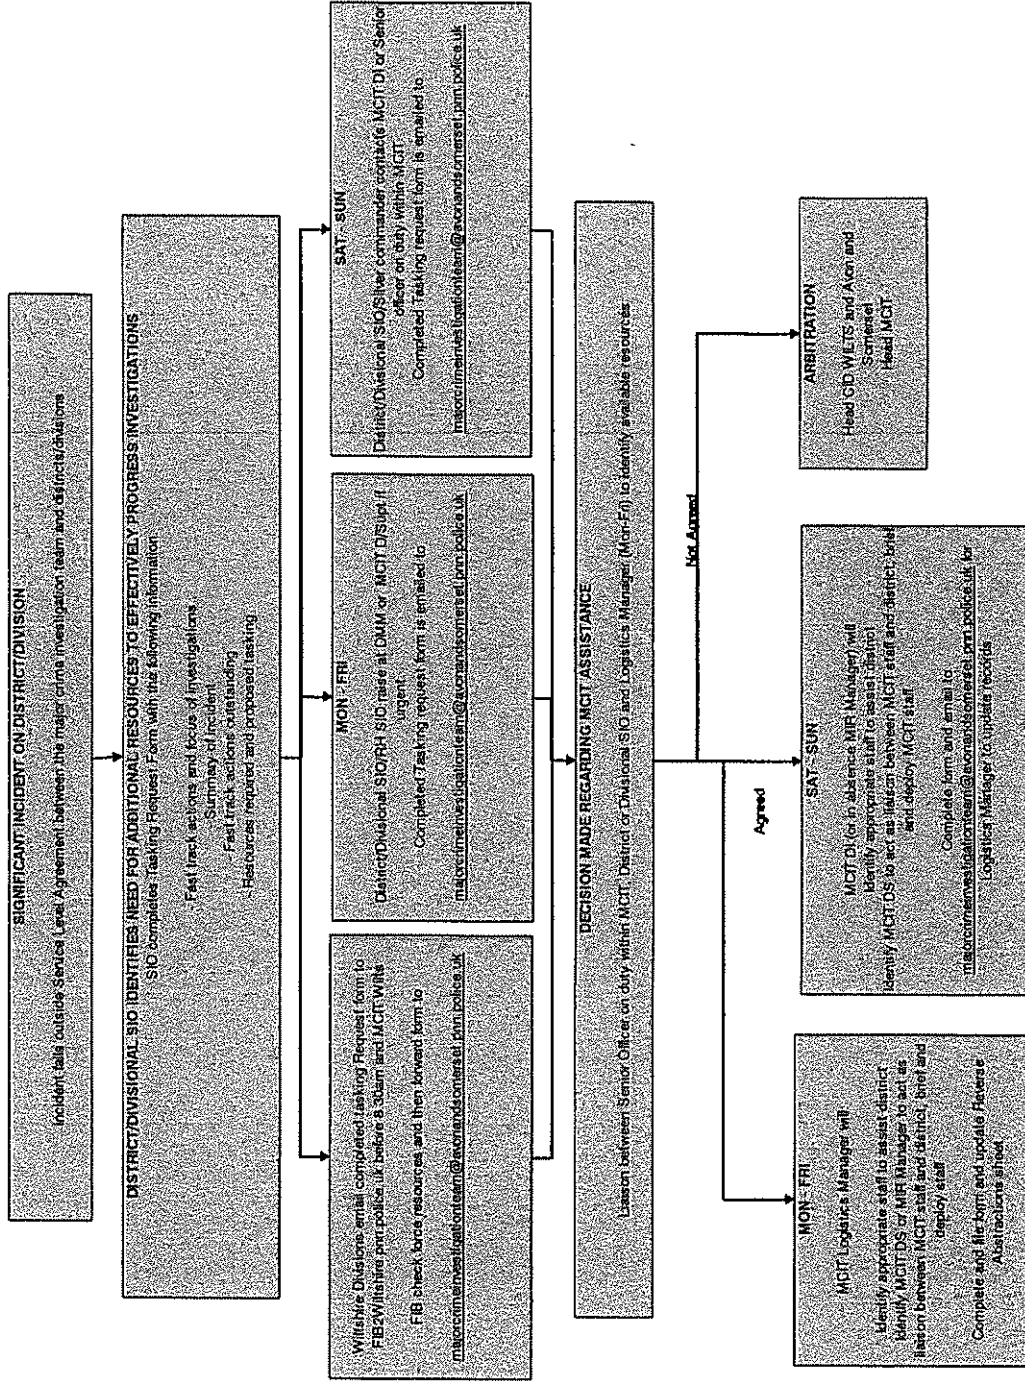 SIGNIFICANT INCIDENT ON DISTRICT/DIVISION
Incident falls outside Service Level Agreement between the major crime investigation team and districts/divisions
DISTRICT/DIVISIONAL SIO IDENTIFIES NEED FOR ADDITIONAL RESOURCES TO EFFECTIVELY PROGRESS INVESTIGATIONS
SIO completes Tasking Request Form with the following information
- Fast track actions and focus of investigations
- Summary of incident
- Fast track actions outstanding
- Resources required and proposed tasking
Wiltshire Divisions email completed Tasking Request form to
FIB2Wiltshire.pnn.police.uk before 8.30am and MCIT Wilts
FIB check force resources and then forward form to
majorcrimeinvestigationteam@avonandsomerset.pnn.police.uk
MON - FRI
District/Divisional SIO/RH SIO raise at DMM or MCIT D/Supt if
urgent
Completed Tasking request form is emailed to
majorcrimeinvestigationteam@avonandsomerset.pnn.police.uk
SAT - SUN
District/Divisional SIO/Silver commander contacts MCIT DI or Senior
officer on duty within MCIT
Completed Tasking request form is emailed to
majorcrimeinvestigationteam@avonandsomerset.pnn.police.uk
DECISION MADE REGARDING MCIT ASSISTANCE
Liaison between Senior Officer on duty within MCIT, District or Divisional SIO and Logistics Manager (Mon-Fri) to identify available resources
Agreed
Not Agreed
MON - FRI
MCIT Logistics Manager will:
Identify appropriate staff to assist district
Identify MCIT DS or MIR Manager to act as
liaison between MCIT staff and district, brief and
deploy staff
Complete and file form and update Reverse
Abstractions sheet
SAT - SUN
MCIT DI (or in absence MIR Manager) will
Identify appropriate staff to assist district
Identify MCIT DS to act as liaison between MCIT staff and district, brief
and deploy MCIT staff
Complete form and email to
majorcrimeinvestigationteam@avonandsomerset.pnn.police.uk for
Logistical Manager to update records
ARBITRATION
Head CID WILTS and Avon and
Somerset
Head MCIT